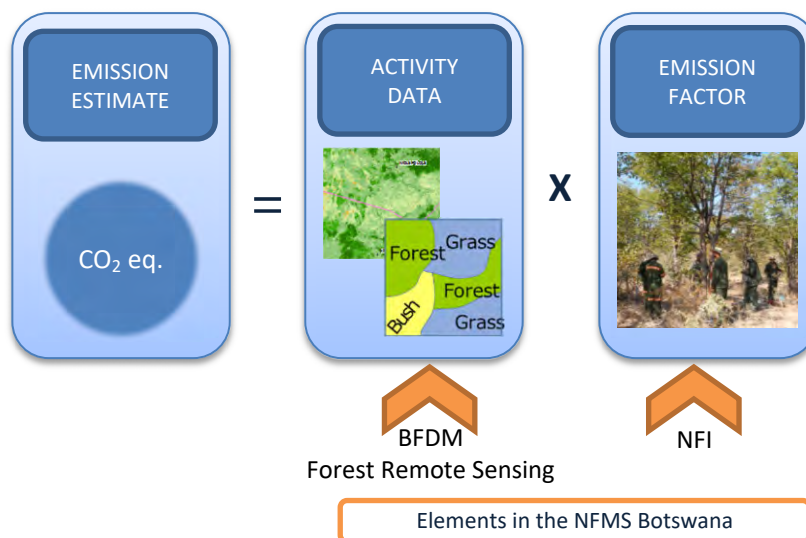 EMISSION
ESTIMATE
CO₂ eq.
=
ACTIVITY
DATA
Forest
Grass
Forest
Bush
Grass
X
EMISSION
FACTOR
BFDM
Forest Remote Sensing
NFI
Elements in the NFMS Botswana